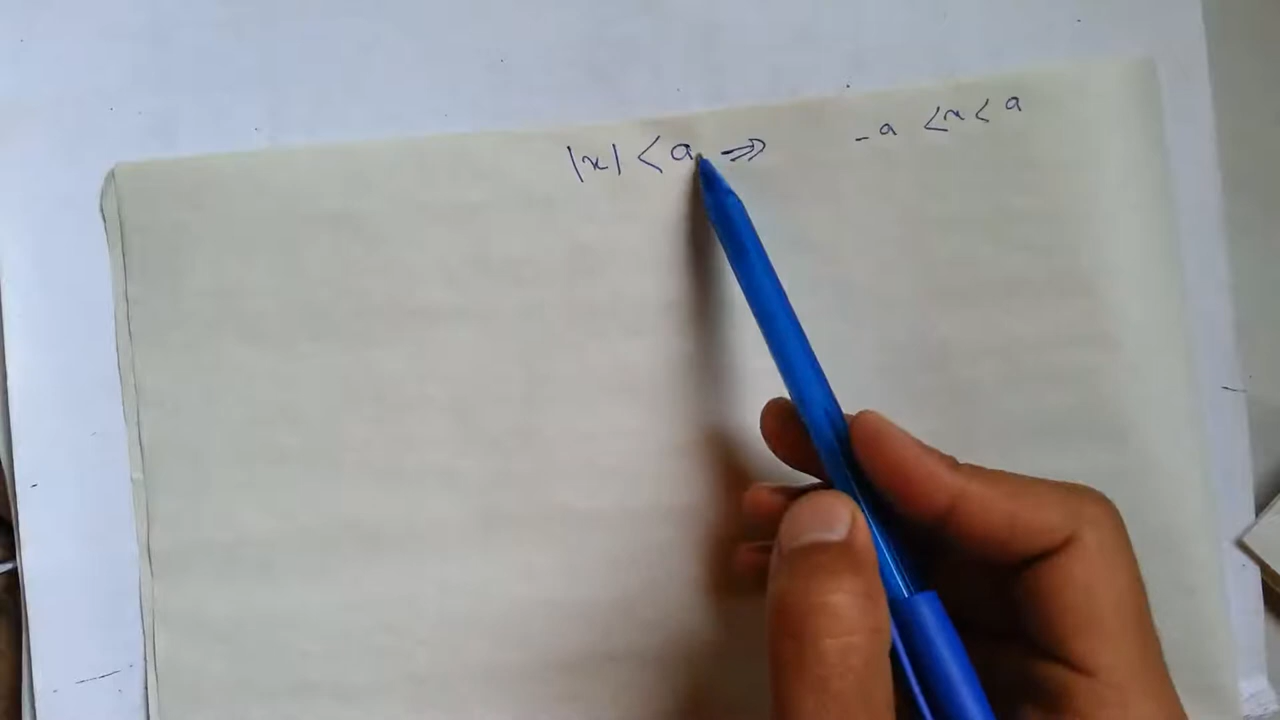 |x| < a ⇒ -a < x < a